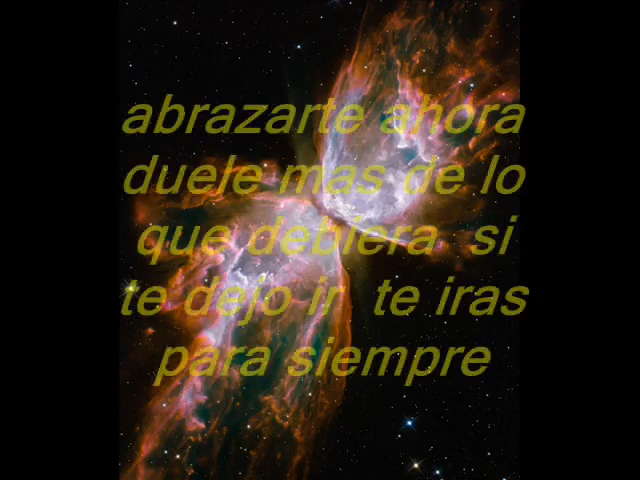 abrazarte ahora
duele mas de lo
que debiera  si
te dejo ir  te iras
para siempre